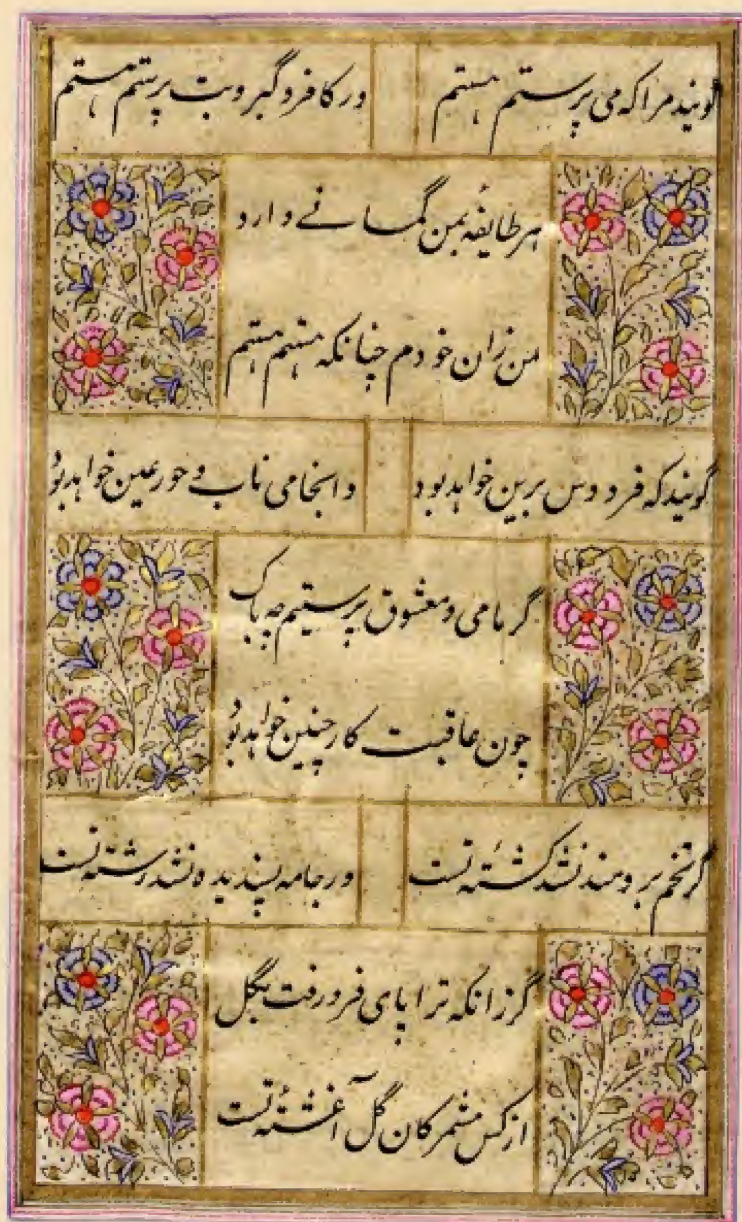 گویند مرا که می پرستم هستم
ور کافر و گبر و بت پرستم هستم
هر طایفهٔ بمن گمانے دارد
من زان خودم چنانکه هستم هستم
گویند که فردوس برین خواهد بود
و انجا می ناب و حور عین خواهد بود
گر ما می و معشوق پرستیم چه باک
چون عاقبت کار چنین خواهد بود
گر تخم برومند نشد کشتهٔ تست
ور جامه پسندیده نشد رشتهٔ تست
گر زانکه ترا پای فرو رفت بگل
از کس مشمر کان گل آغشتهٔ تست